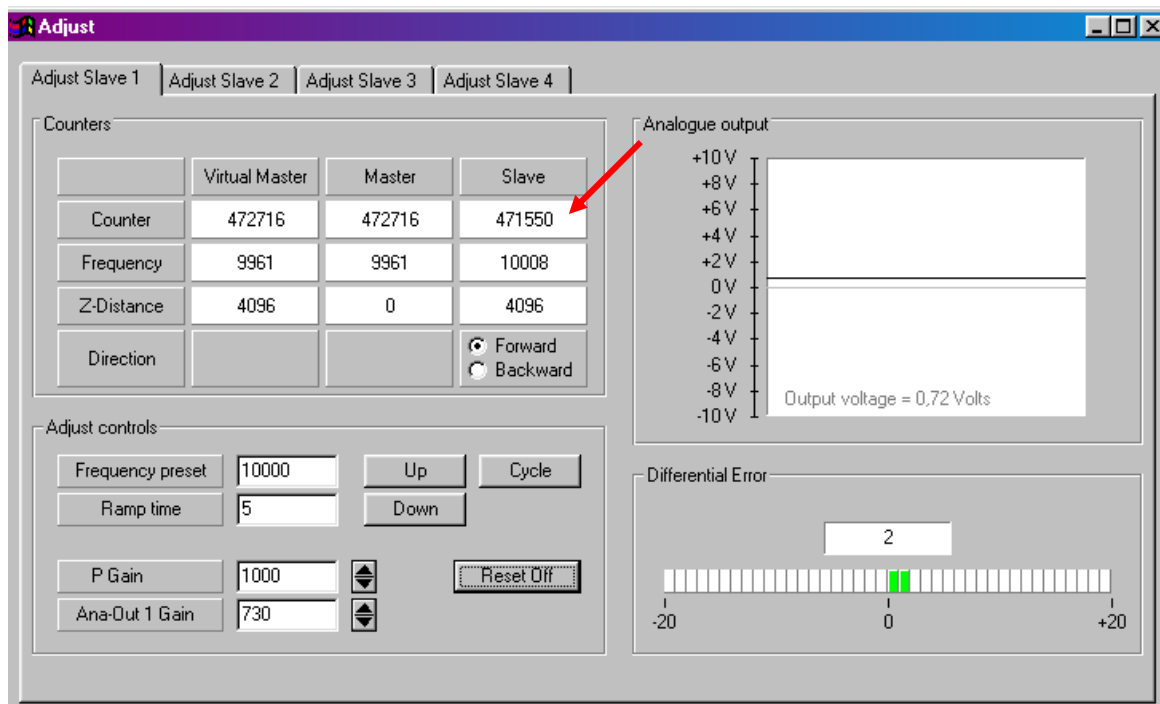 Adjust
Adjust Slave 1 Adjust Slave 2 Adjust Slave 3 Adjust Slave 4
Counters
Virtual Master Master Slave
Counter 472716 472716 471550
Frequency 9961 9961 10008
Z-Distance 4096 0 4096
Direction
Forward
Backward
Adjust controls
Frequency preset 10000 Up Cycle
Ramp time 5 Down
P Gain 1000 Reset Off
Ana-Out 1 Gain 730
Analogue output
+10 V
+8 V
+6 V
+4 V
+2 V
0 V
-2 V
-4 V
-6 V
-8 V
-10 V
Output voltage = 0,72 Volts
Differential Error
2
-20 0 +20